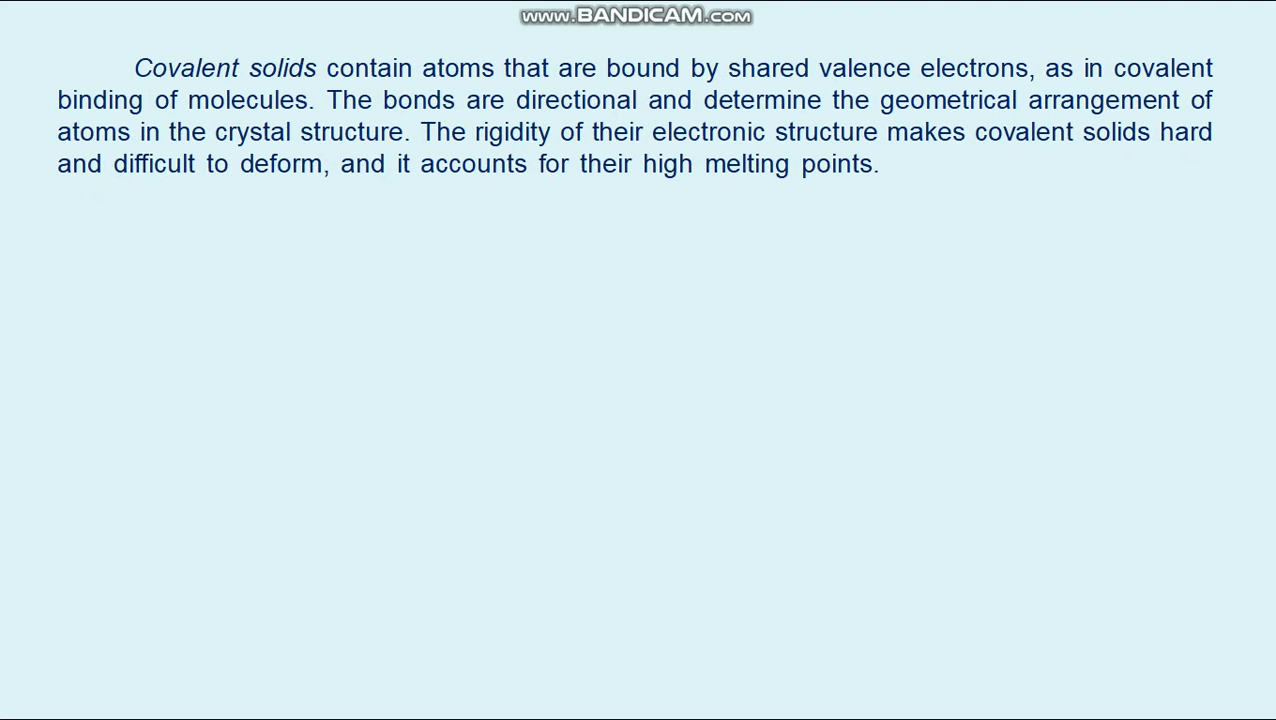 www.BANDICAM.com
Covalent solids contain atoms that are bound by shared valence electrons, as in covalent
binding of molecules. The bonds are directional and determine the geometrical arrangement of
atoms in the crystal structure. The rigidity of their electronic structure makes covalent solids hard
and difficult to deform, and it accounts for their high melting points.